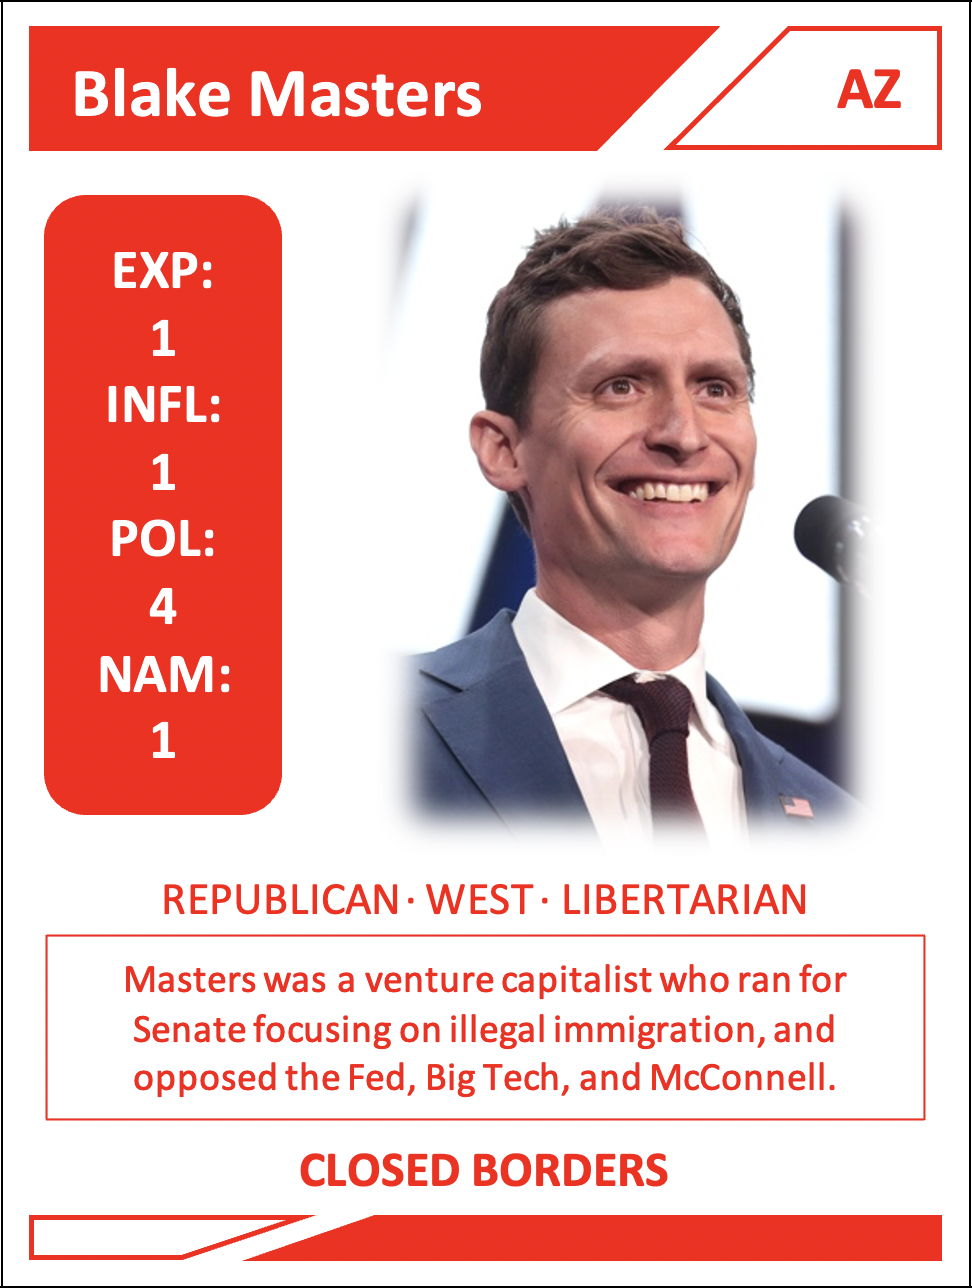 Blake Masters
AZ
EXP:
1
INFL:
1
POL:
4
NAM:
1
REPUBLICAN · WEST · LIBERTARIAN
Masters was a venture capitalist who ran for
Senate focusing on illegal immigration, and
opposed the Fed, Big Tech, and McConnell.
CLOSED BORDERS